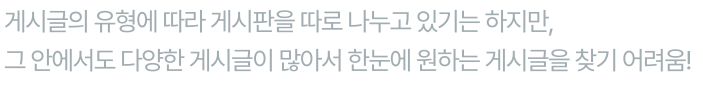 게시글의 유형에 따라 게시판을 따로 나누고 있기는 하지만,
그 안에서도 다양한 게시글이 많아서 한눈에 원하는 게시글을 찾기 어려움!